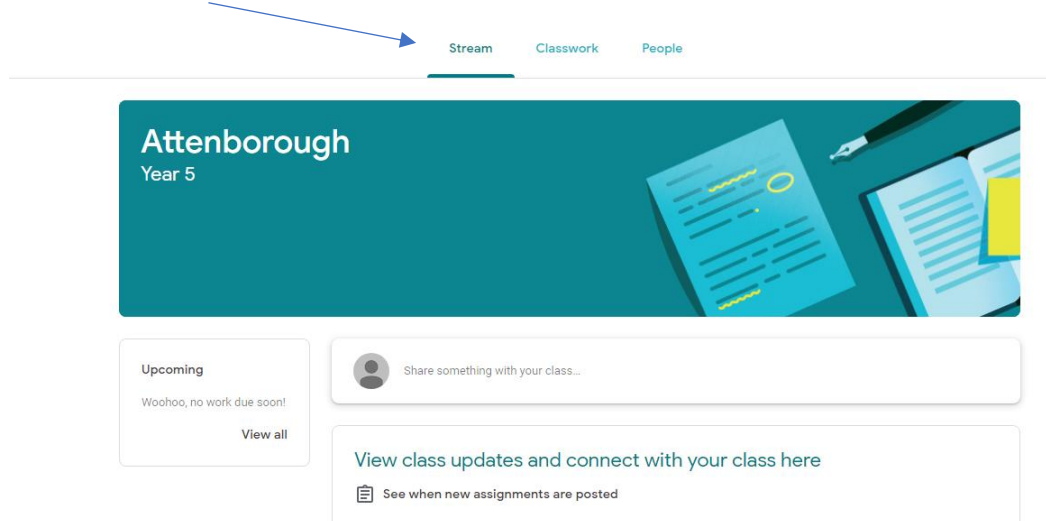 Stream Classwork People
Attenborough
Year 5
Upcoming
Woohoo, no work due soon!
View all
Share something with your class...
View class updates and connect with your class here
See when new assignments are posted